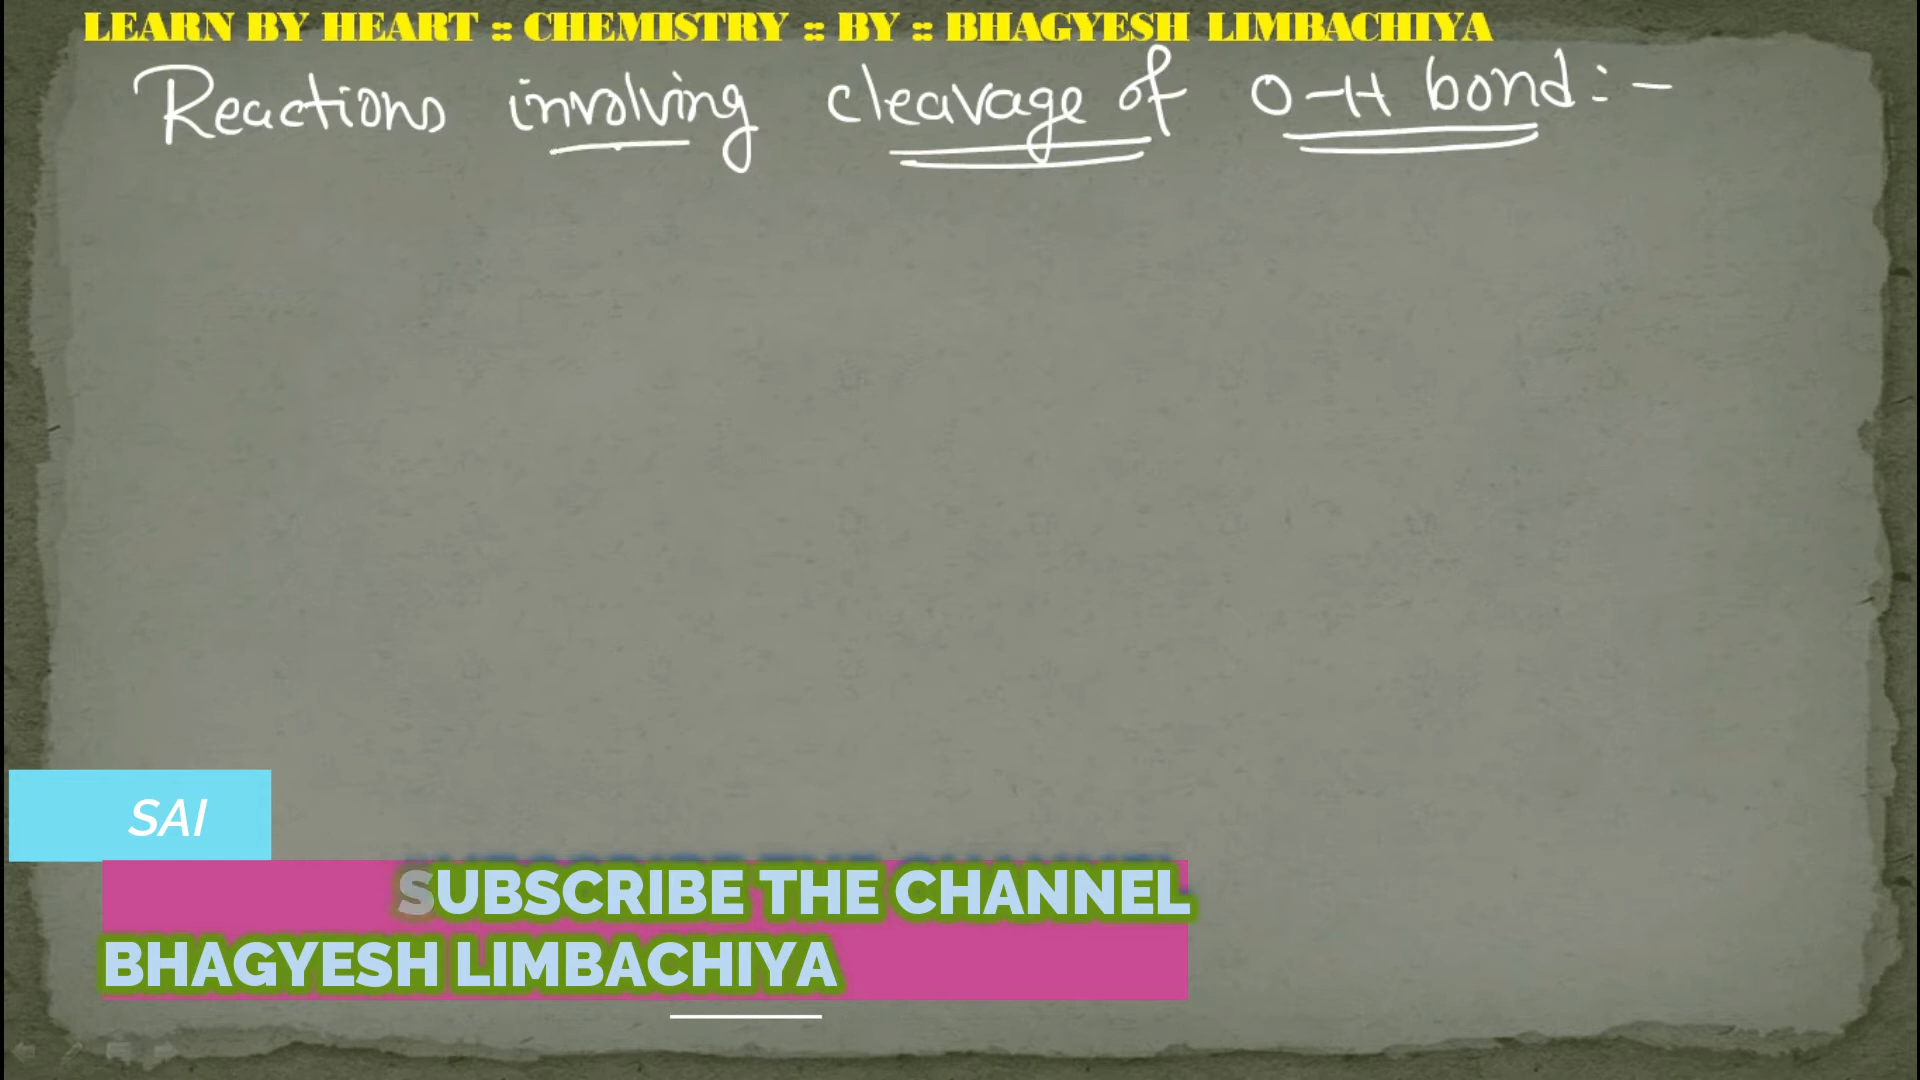 LEARN BY HEART :: CHEMISTRY :: BY :: BHAGYESH LIMBACHIYA
Reactions involving cleavage of O-H bond:-
SAI
SUBSCRIBE THE CHANNEL
BHAGYESH LIMBACHIYA